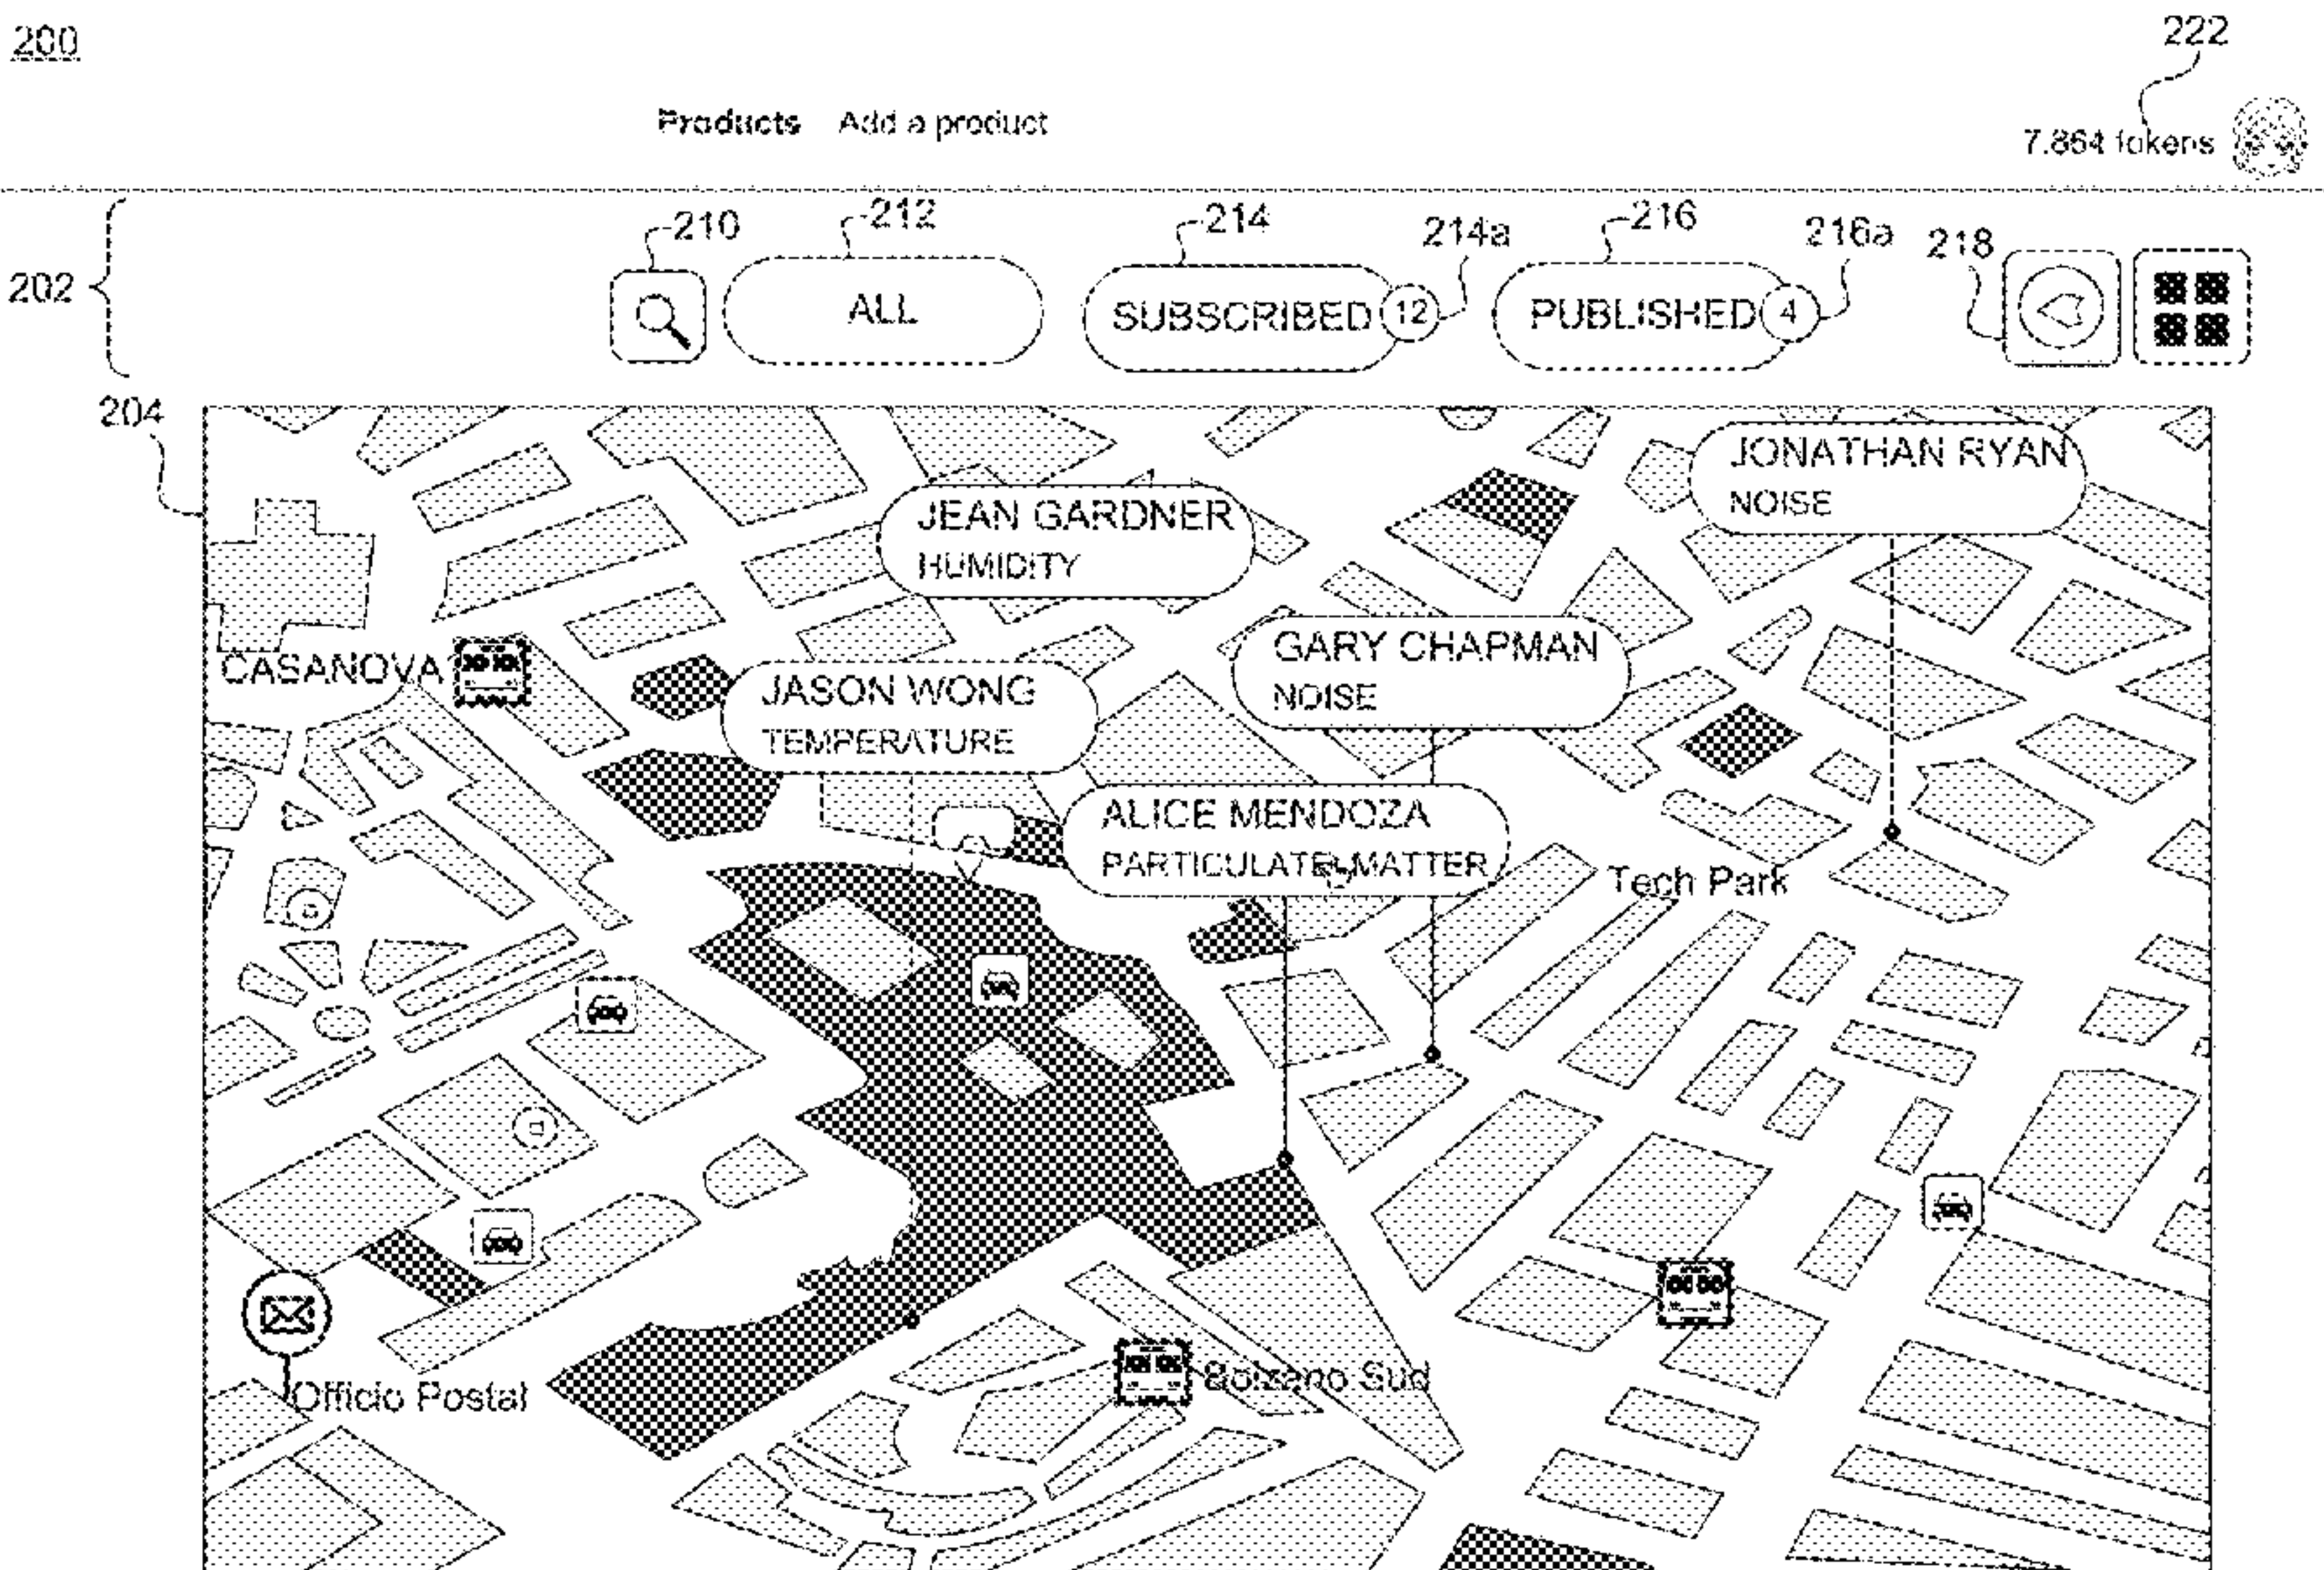 200
222
Products Add a product
7.864 tokens
210
212
214
214a
216
216a
218
202
ALL
SUBSCRIBED 12
PUBLISHED 4
204
JONATHAN RYAN
NOISE
JEAN GARDNER
HUMIDITY
GARY CHAPMAN
NOISE
CASANOVA
JASON WONG
TEMPERATURE
ALICE MENDOZA
PARTICULATE MATTER
Tech Park
Officio Postal
Bolzano Sud